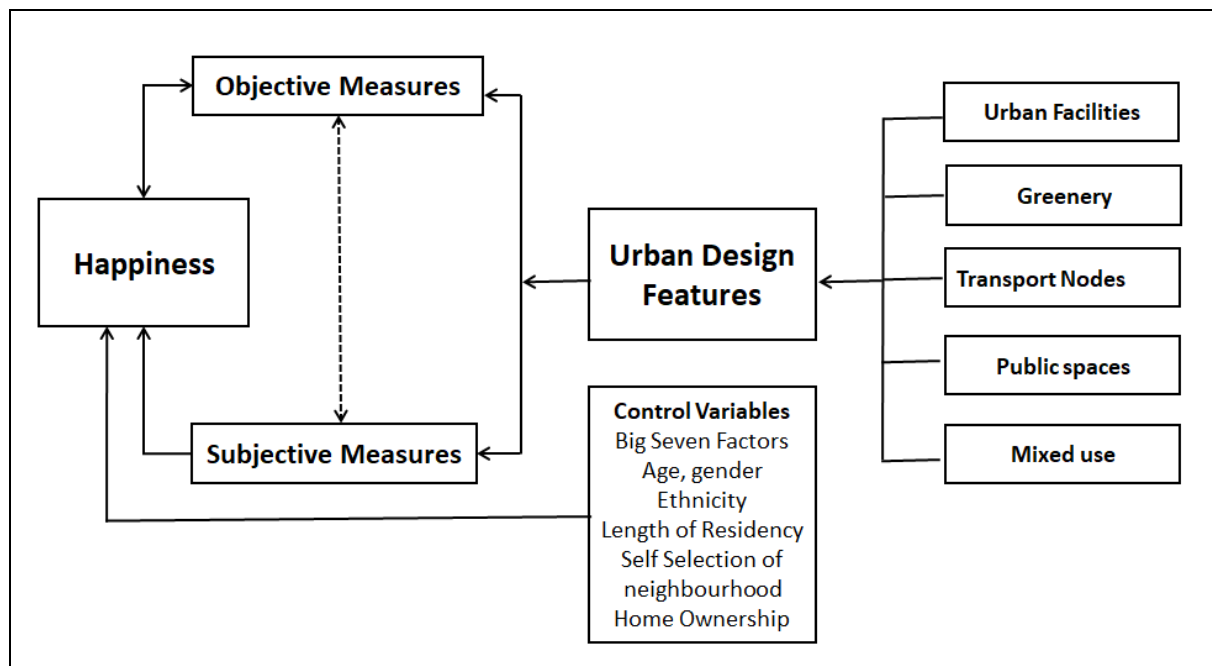 Objective Measures
Happiness
Subjective Measures
Urban Design
Features
Control Variables
Big Seven Factors
Age, gender
Ethnicity
Length of Residency
Self Selection of
neighbourhood
Home Ownership
Urban Facilities
Greenery
Transport Nodes
Public spaces
Mixed use